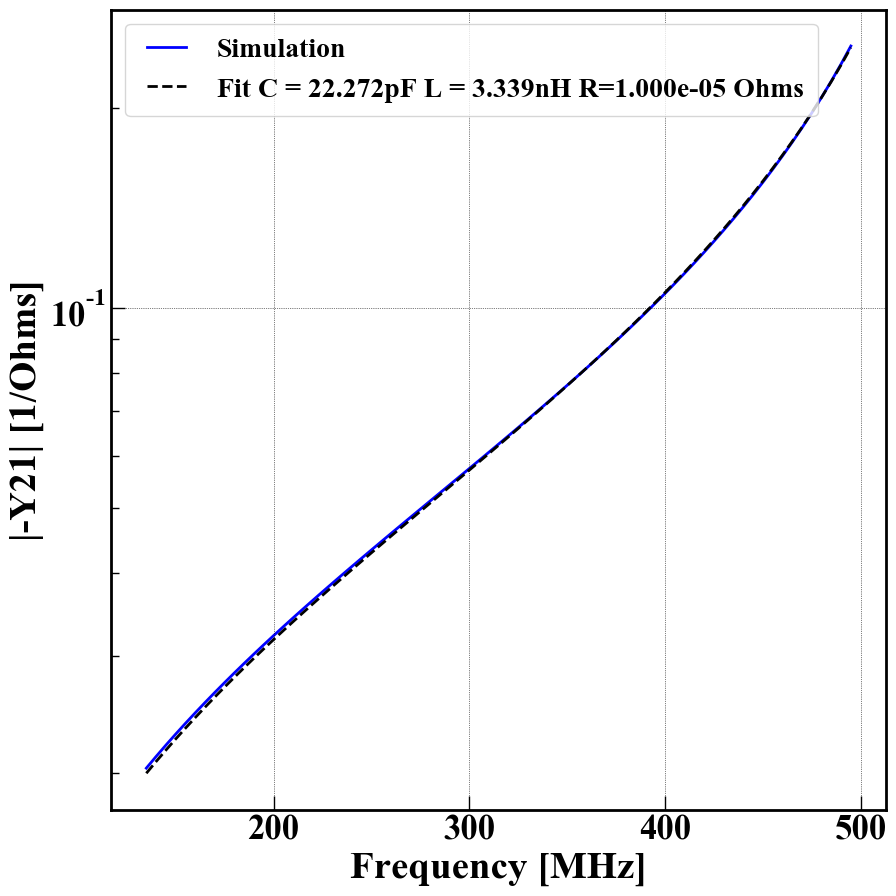 Simulation
Fit C = 22.272pF L = 3.339nH R=1.000e-05 Ohms
|-Y21| [1/Ohms]
10-1
200 300 400 500
Frequency [MHz]